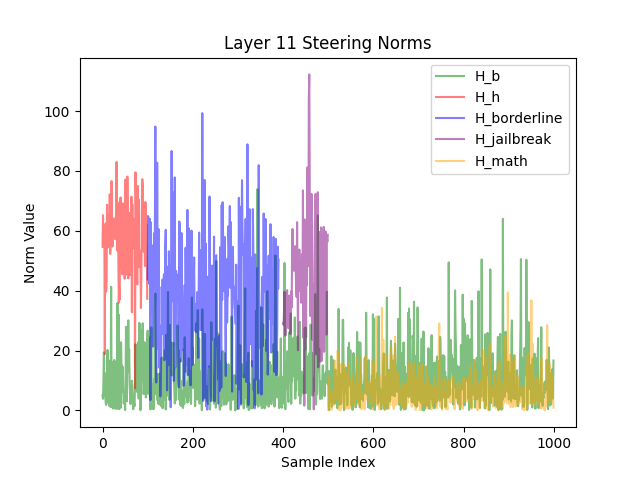 Layer 11 Steering Norms
Norm Value
100
80
60
40
20
0
H_b
H_h
H_borderline
H_jailbreak
H_math
0
200
400
600
800
1000
Sample Index